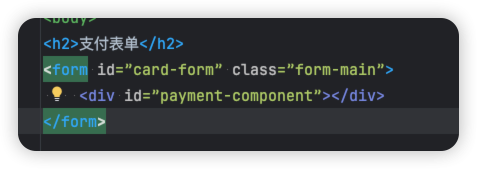 <body>
<h2>支付表单</h2>
<form id=”card-form” class=”form-main”>
<div id=”payment-component”></div>
</form>